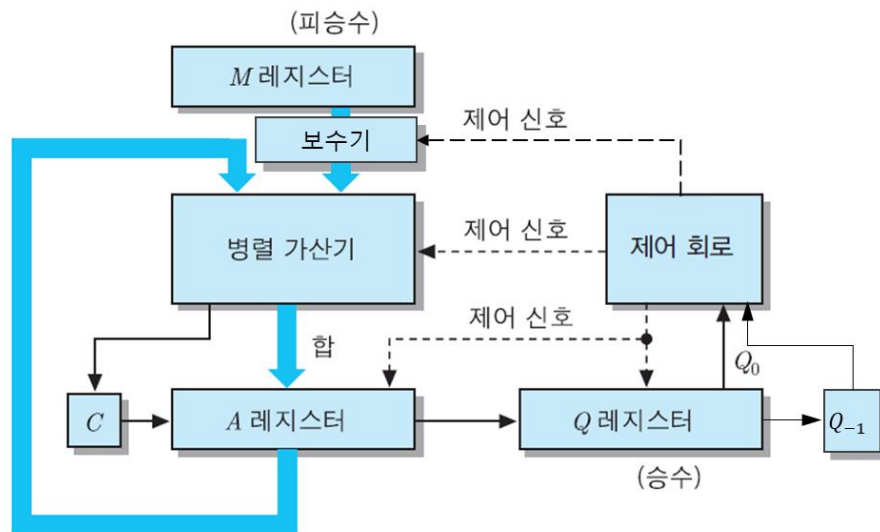 (피승수)
M 레지스터
제어 신호
보수기
병렬 가산기
제어 신호
제어 회로
제어 신호
합
Q₀
C
A 레지스터
Q 레지스터
Q₋₁
(승수)